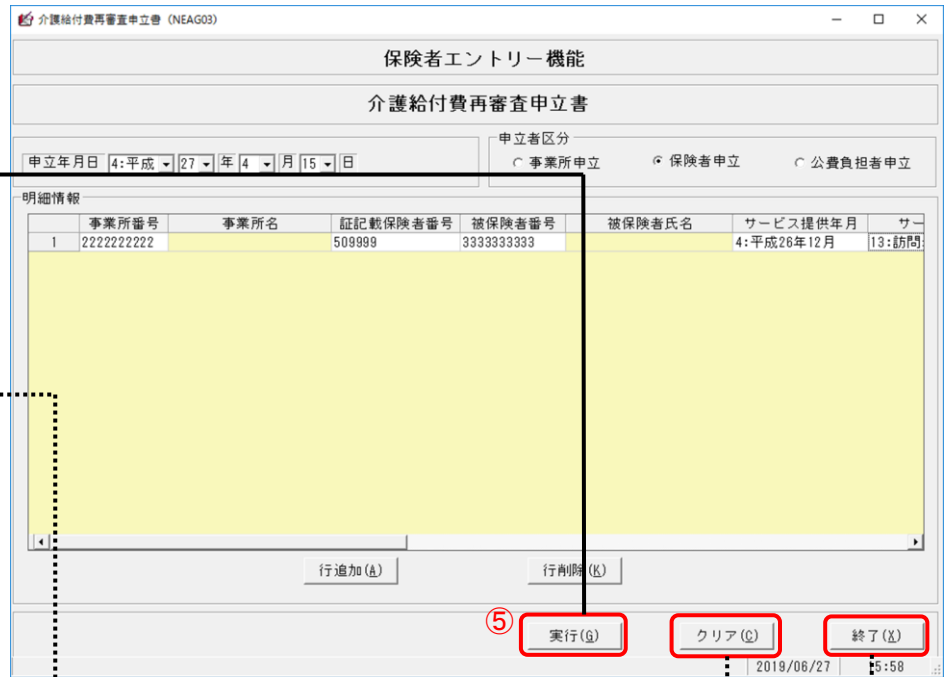 介護給付費再審査申立書 (NEAG03)
保険者エントリー機能
介護給付費再審査申立書
申立者区分
申立年月日 4:平成 27 年 4 月 15 日
事業所申立 保険者申立 公費負担者申立
明細情報
事業所番号 事業所名 証記載保険者番号 被保険者番号 被保険者氏名 サービス提供年月 サー
1 2222222222 509999 3333333333 4:平成26年12月 13:訪問
行追加(A) 行削除(K)
⑤ 実行(G) クリア(C) 終了(X)
2019/06/27 15:58